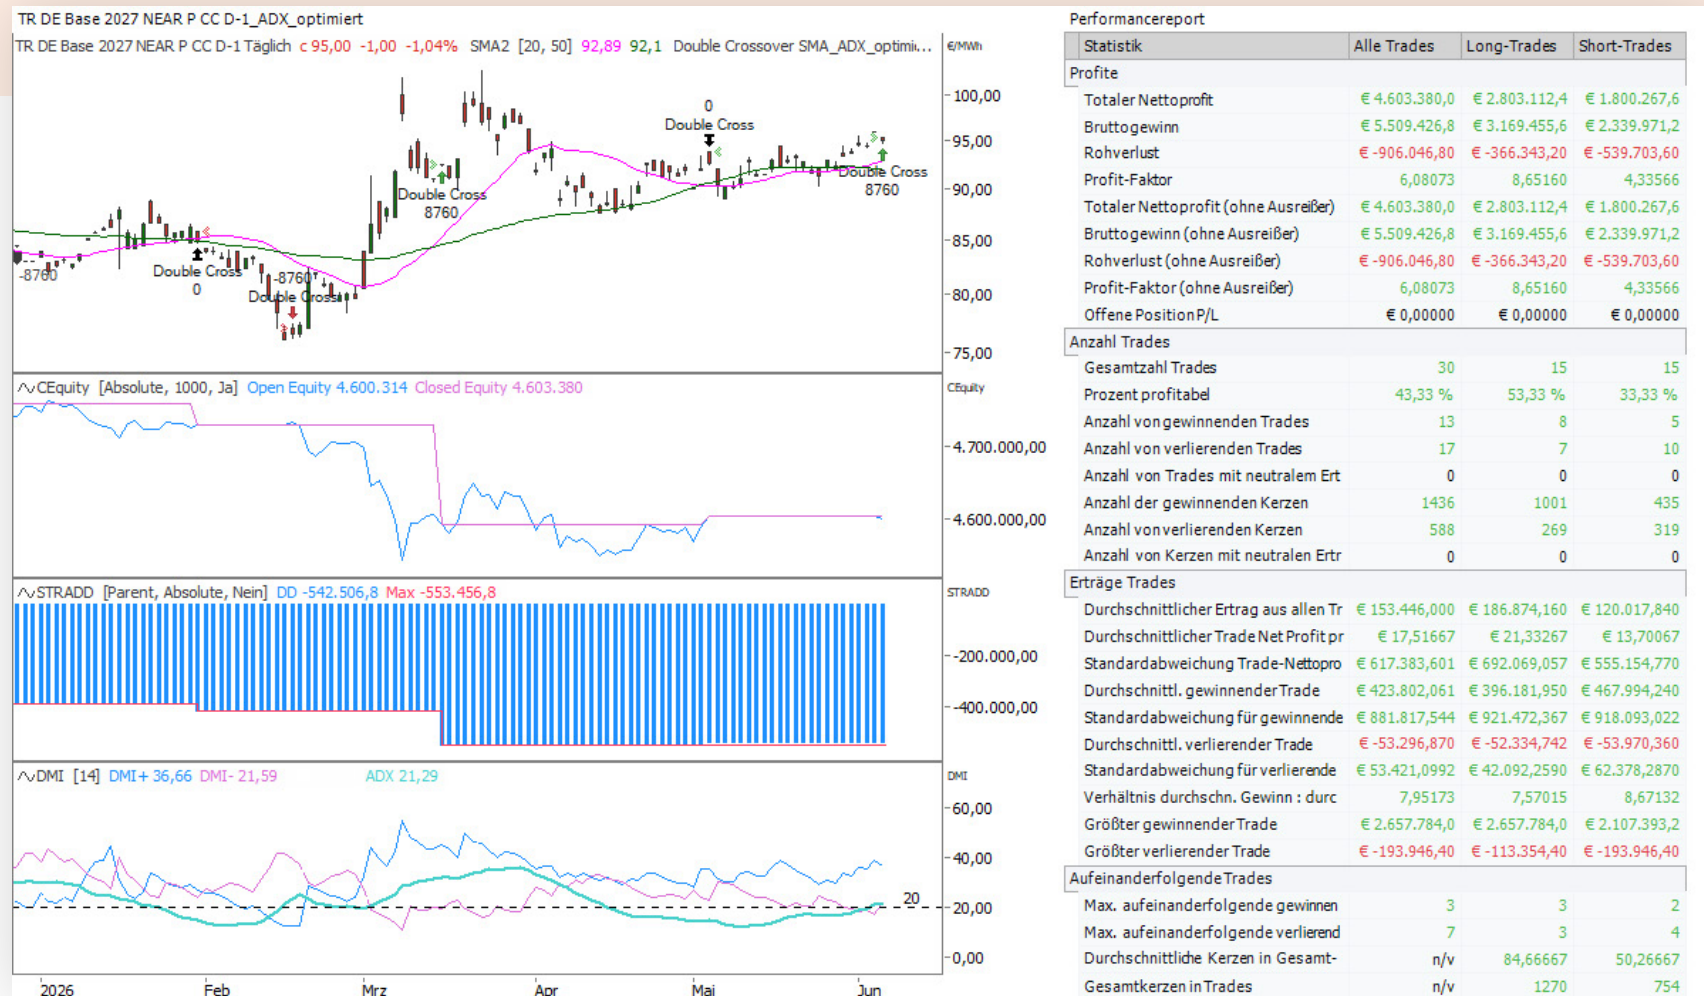 TR DE Base 2027 NEAR P CC D-1_ADX_optimiert
TR DE Base 2027 NEAR P CC D-1 Täglich c 95,00 -1,00 -1,04% SMA2 [20, 50] 92,89 92,1 Double Crossover SMA_ADX_optimi...
€/MWh
100,00
95,00
90,00
85,00
80,00
75,00
0
Double Cross
Double Cross
8760
Double Cross
8760
-8760
Double Cross
0
-8760
Double Cross
CEquity [Absolute, 1000, Ja] Open Equity 4.600.314 Closed Equity 4.603.380
CEquity
4.700.000,00
4.600.000,00
STRADD [Parent, Absolute, Nein] DD -542.506,8 Max -553.456,8
STRADD
-200.000,00
-400.000,00
DMI [14] DMI+ 36,66 DMI- 21,59 ADX 21,29
DMI
60,00
40,00
20
20,00
0,00
2026 Feb Mrz Apr Mai Jun
Performancereport
Statistik Alle Trades Long-Trades Short-Trades
Profite
Totaler Nettoprofit € 4.603.380,0 € 2.803.112,4 € 1.800.267,6
Bruttogewinn € 5.509.426,8 € 3.169.455,6 € 2.339.971,2
Rohverlust € -906.046,80 € -366.343,20 € -539.703,60
Profit-Faktor 6,08073 8,65160 4,33566
Totaler Nettoprofit (ohne Ausreißer) € 4.603.380,0 € 2.803.112,4 € 1.800.267,6
Bruttogewinn (ohne Ausreißer) € 5.509.426,8 € 3.169.455,6 € 2.339.971,2
Rohverlust (ohne Ausreißer) € -906.046,80 € -366.343,20 € -539.703,60
Profit-Faktor (ohne Ausreißer) 6,08073 8,65160 4,33566
Offene Position P/L € 0,00000 € 0,00000 € 0,00000
Anzahl Trades
Gesamtzahl Trades 30 15 15
Prozent profitabel 43,33 % 53,33 % 33,33 %
Anzahl von gewinnenden Trades 13 8 5
Anzahl von verlierenden Trades 17 7 10
Anzahl von Trades mit neutralem Ert 0 0 0
Anzahl der gewinnenden Kerzen 1436 1001 435
Anzahl von verlierenden Kerzen 588 269 319
Anzahl von Kerzen mit neutralen Ertr 0 0 0
Erträge Trades
Durchschnittlicher Ertrag aus allen Tr € 153.446,000 € 186.874,160 € 120.017,840
Durchschnittlicher Trade Net Profit pr € 17,51667 € 21,33267 € 13,70067
Standardabweichung Trade-Nettopro € 617.383,601 € 692.069,057 € 555.154,770
Durchschnittl. gewinnender Trade € 423.802,061 € 396.181,950 € 467.994,240
Standardabweichung für gewinnende € 881.817,544 € 921.472,367 € 918.093,022
Durchschnittl. verlierender Trade € -53.296,870 € -52.334,742 € -53.970,360
Standardabweichung für verlierende € 53.421,0992 € 42.092,2590 € 62.378,2870
Verhältnis durchschn. Gewinn : durc 7,95173 7,57015 8,67132
Größter gewinnender Trade € 2.657.784,0 € 2.657.784,0 € 2.107.393,2
Größter verlierender Trade € -193.946,40 € -113.354,40 € -193.946,40
Aufeinanderfolgende Trades
Max. aufeinanderfolgende gewinnen 3 3 2
Max. aufeinanderfolgende verlierend 7 3 4
Durchschnittliche Kerzen in Gesamt- n/v 84,66667 50,26667
Gesamtkerzen in Trades n/v 1270 754